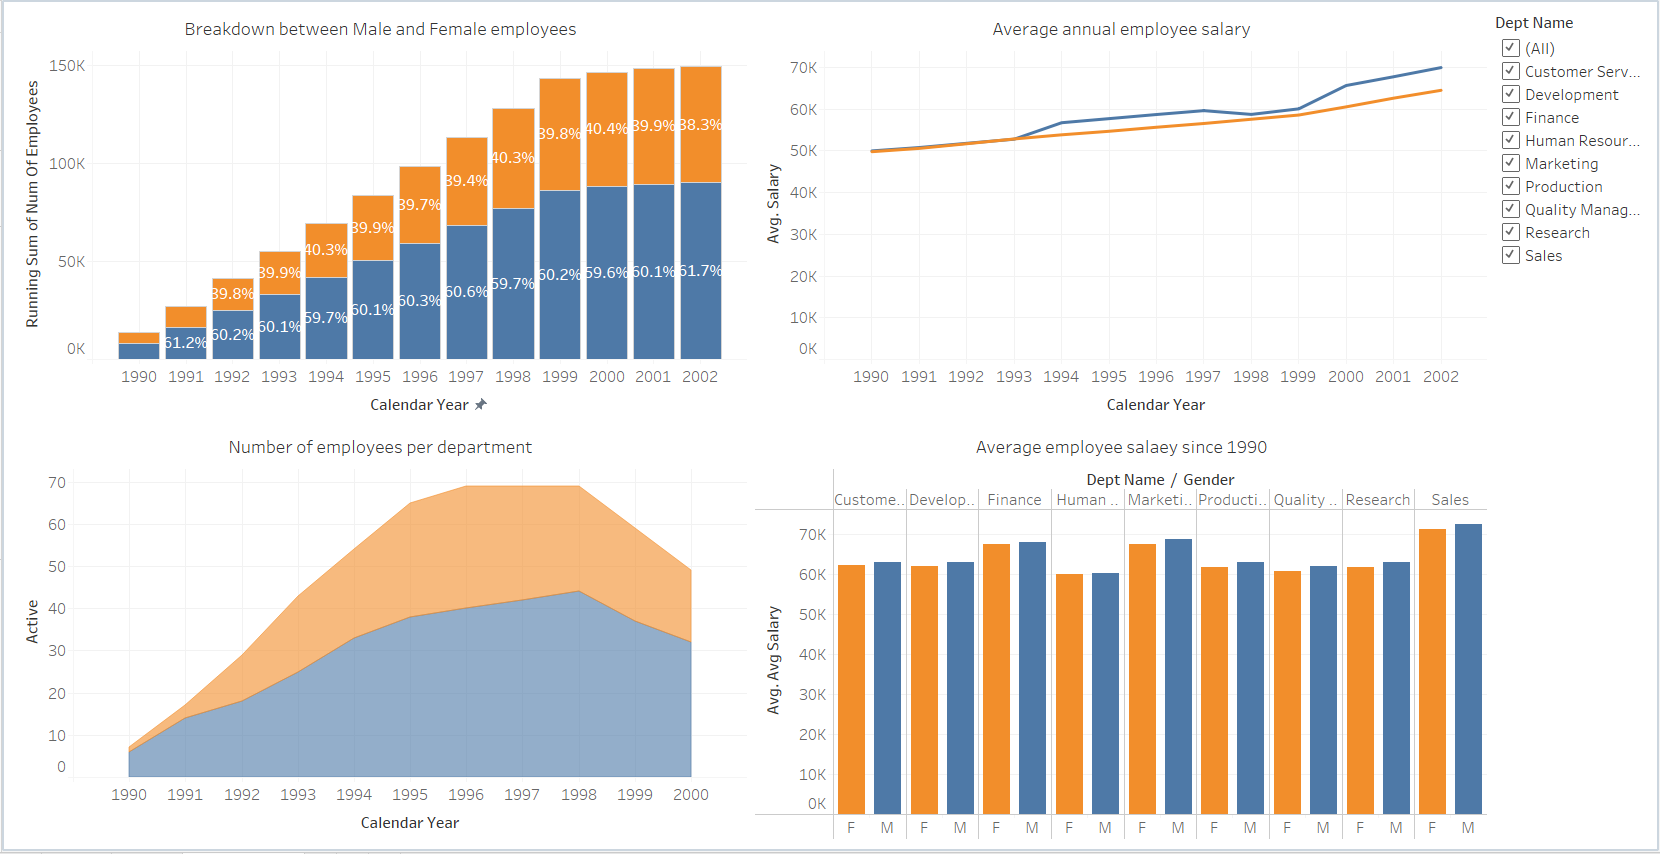 Breakdown between Male and Female employees
Running Sum of Num Of Employees
150K
100K
50K
0K
39.8%
39.9%
40.3%
39.9%
39.7%
39.4%
40.3%
39.8%
40.4%
39.9%
38.3%
61.2%
60.2%
60.1%
59.7%
60.1%
60.3%
60.6%
59.7%
60.2%
59.6%
60.1%
61.7%
1990 1991 1992 1993 1994 1995 1996 1997 1998 1999 2000 2001 2002
Calendar Year
Average annual employee salary
Avg. Salary
70K
60K
50K
40K
30K
20K
10K
0K
1990 1991 1992 1993 1994 1995 1996 1997 1998 1999 2000 2001 2002
Calendar Year
Dept Name
(All)
Customer Serv...
Development
Finance
Human Resour...
Marketing
Production
Quality Manag...
Research
Sales
Number of employees per department
Active
70
60
50
40
30
20
10
0
1990 1991 1992 1993 1994 1995 1996 1997 1998 1999 2000
Calendar Year
Average employee salaey since 1990
Dept Name / Gender
Custome.. Develop.. Finance Human .. Marketi.. Producti.. Quality .. Research Sales
Avg. Avg Salary
70K
60K
50K
40K
30K
20K
10K
0K
F M F M F M F M F M F M F M F M F M